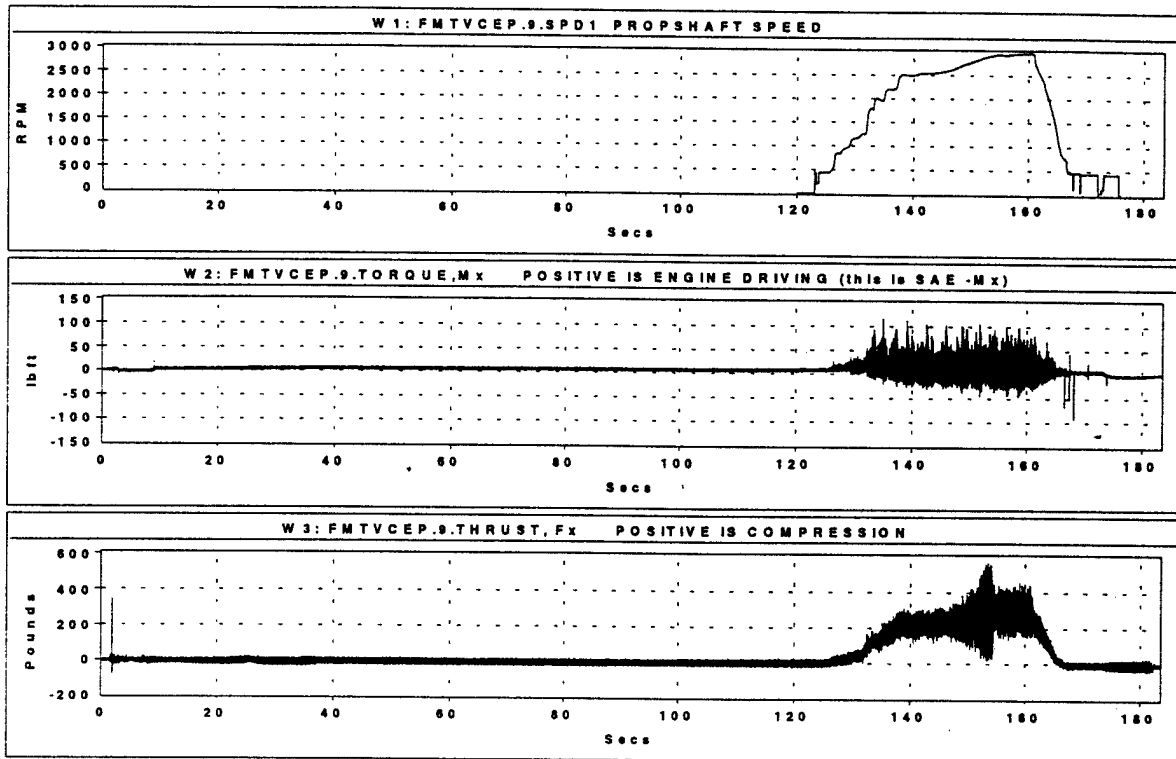 W1: FMTVCEP.9.SPD1 PROPSHAFT SPEED
3000
2500
2000
1500
1000
500
0
RPM
0 20 40 60 80 100 120 140 160 180
Secs
W2: FMTVCEP.9.TORQUE,Mx POSITIVE IS ENGINE DRIVING (this is SAE -Mx)
150
100
50
0
-50
-100
-150
lbft
0 20 40 60 80 100 120 140 160 180
Secs
W3: FMTVCEP.9.THRUST, Fx POSITIVE IS COMPRESSION
600
400
200
0
-200
Pounds
0 20 40 60 80 100 120 140 160 180
Secs